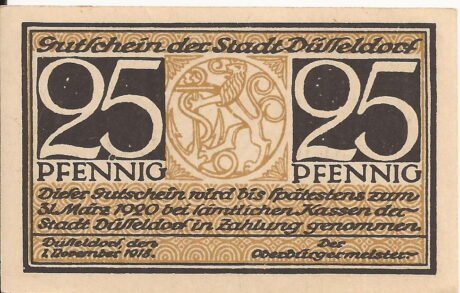 Gutschein der Stadt Düsseldorf
25 25
PFENNIG PFENNIG
Dieser Gutschein wird bis spätestens zum
31. März 1920 bei sämtlichen Kassen der
Stadt Düsseldorf in Zahlung genommen.
Düsseldorf, den Der
1. November 1918. Oberbürgermeister: